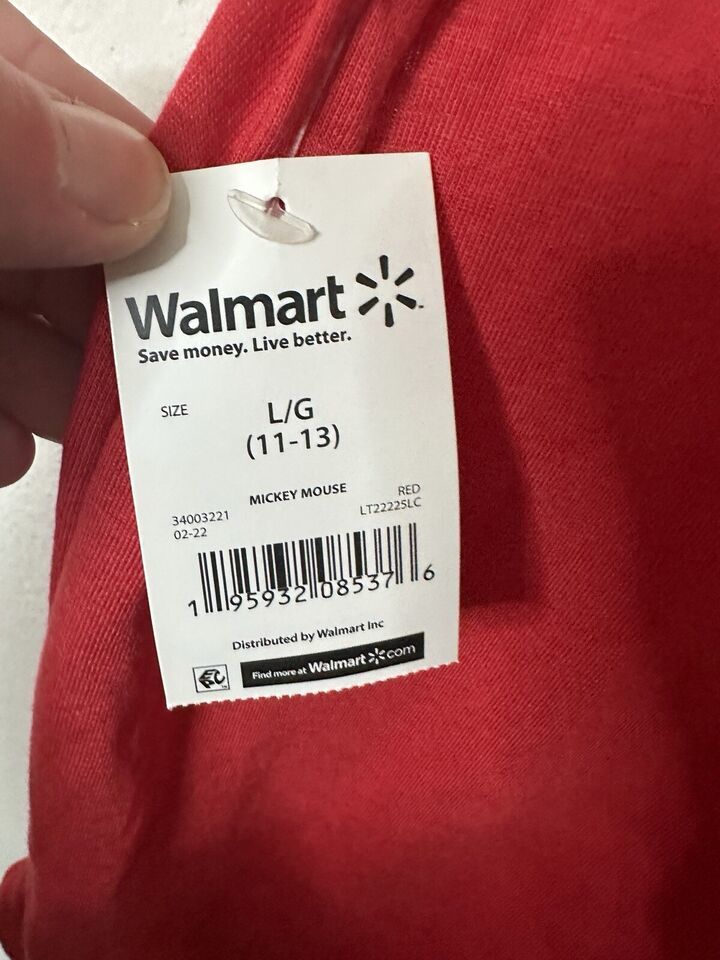 Walmart
Save money. Live better.
SIZE L/G
(11-13)
MICKEY MOUSE
34003221 RED
02-22 LT22225LC
1 95932 08537 6
Distributed by Walmart Inc
Find more at Walmart.com